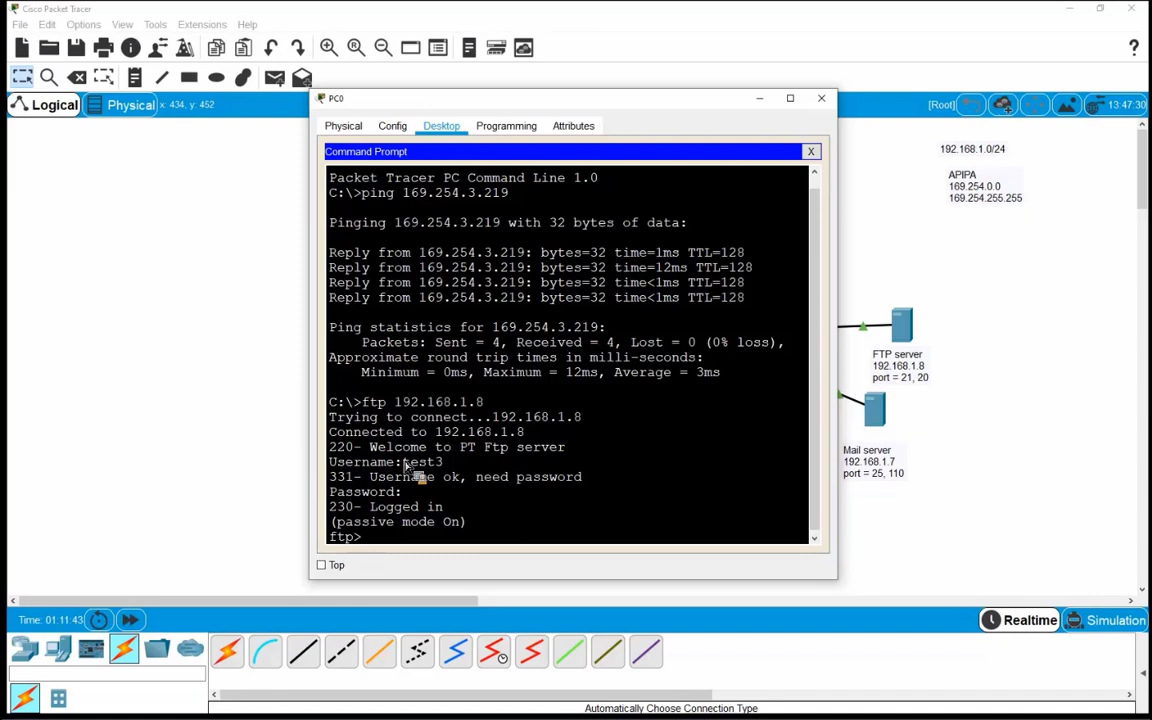 Cisco Packet Tracer
File Edit Options View Tools Extensions Help
Logical Physical x: 434, y: 452 [Root] 13:47:30
PC0
Physical Config Desktop Programming Attributes
Command Prompt X
Packet Tracer PC Command Line 1.0
C:\>ping 169.254.3.219
Pinging 169.254.3.219 with 32 bytes of data:
Reply from 169.254.3.219: bytes=32 time=1ms TTL=128
Reply from 169.254.3.219: bytes=32 time=12ms TTL=128
Reply from 169.254.3.219: bytes=32 time<1ms TTL=128
Reply from 169.254.3.219: bytes=32 time<1ms TTL=128
Ping statistics for 169.254.3.219:
Packets: Sent = 4, Received = 4, Lost = 0 (0% loss),
Approximate round trip times in milli-seconds:
Minimum = 0ms, Maximum = 12ms, Average = 3ms
C:\>ftp 192.168.1.8
Trying to connect...192.168.1.8
Connected to 192.168.1.8
220- Welcome to PT Ftp server
Username:test3
331- Username ok, need password
Password:
230- Logged in
(passive mode On)
ftp>
Top
192.168.1.0/24
APIPA
169.254.0.0
169.254.255.255
FTP server
192.168.1.8
port = 21, 20
Mail server
192.168.1.7
port = 25, 110
Time: 01:11:43 Realtime Simulation
Automatically Choose Connection Type